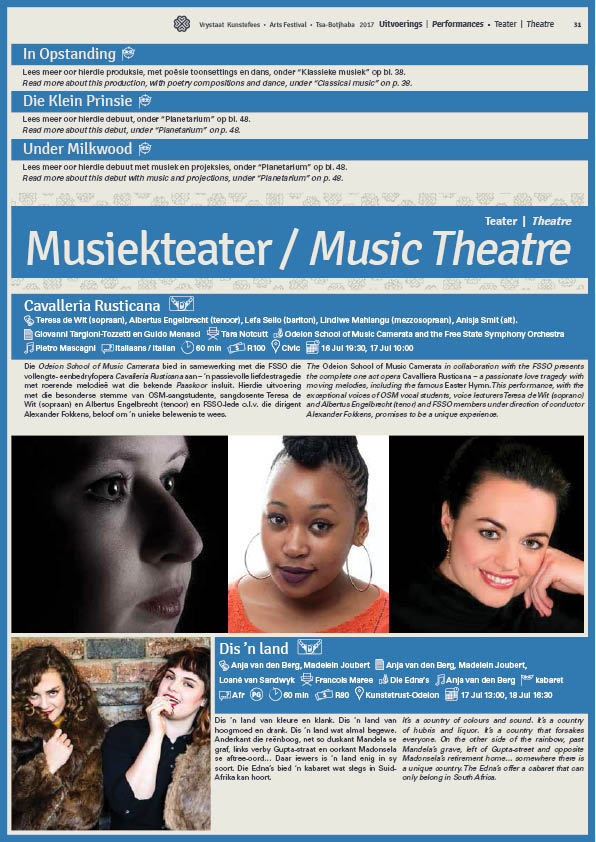 Vrystaat Kunstefees • Arts Festival • Tsa-Botjhaba 2017 Uitvoerings | Performances • Teater | Theatre 31
In Opstanding
Lees meer oor hierdie produksie, met poësie toonsettings en dans, onder “Klassieke musiek” op bl. 38.
Read more about this production, with poetry compositions and dance, under “Classical music” on p. 38.
Die Klein Prinsie
Lees meer oor hierdie debuut, onder “Planetarium” op bl. 48.
Read more about this debut, under “Planetarium” on p. 48.
Under Milkwood
Lees meer oor hierdie debuut met musiek en projeksies, onder “Planetarium” op bl. 48.
Read more about this debut with music and projections, under “Planetarium” on p. 48.
Teater | Theatre
Musiekteater / Music Theatre
Cavalleria Rusticana
Teresa de Wit (sopraan), Albertus Engelbrecht (tenoor), Lefa Sello (bariton), Lindiwe Mahlangu (mezzosopraan), Anisja Smit (alt).
Giovanni Targioni-Tozzetti en Guido Menasci Tara Notcutt Odeion School of Music Camerata and the Free State Symphony Orchestra
Pietro Mascagni Italiaans / Italian 60 min R100 Civic 16 Jul 19:30, 17 Jul 10:00
Die Odeion School of Music Camerata bied in samewerking met die FSSO die
vollengte- eenbedrylopera Cavaleria Rusticana aan – ’n passievolle liefdestragedie
met roerende melodieë wat die bekende Paaskoor insluit. Hierdie uitvoering
met die besonderse stemme van OSM-sangstudente, sangdosente Teresa de
Wit (sopraan) en Albertus Engelbrecht (tenoor) en FSSO-lede o.l.v. die dirigent
Alexander Fokkens, beloof om ’n unieke belewenis te wees.
The Odeion School of Music Camerata in collaboration with the FSSO presents
the complete one act opera Cavalliera Rusticana – a passionate love tragedy with
moving melodies, including the famous Easter Hymn. This performance, with the
exceptional voices of OSM vocal students, voice lecturers Teresa de Wit (soprano)
and Albertus Engelbrecht (tenor) and FSSO members under direction of conductor
Alexander Fokkens, promises to be a unique experience.
Dis ’n land
Anja van den Berg, Madelein Joubert Anja van den Berg, Madelein Joubert,
Loané van Sandwyk Francois Maree Die Edna’s Anja van den Berg kabaret
Afr PG 60 min R80 Kunstetrust-Odeion 17 Jul 13:00, 18 Jul 16:30
Dis ’n land van kleure en klank. Dis ’n land van
hoogmoed en drank. Dis ’n land wat almal begewe.
Anderkant die reënboog, net so duskant Mandela se
graf, links verby Gupta-straat en oorkant Madonsela
se aftree-oord... Daar iewers is ’n land enig in sy
soort. Die Edna’s bied ’n kabaret wat slegs in Suid-
Afrika kan hoort.
It’s a country of colours and sound. It’s a country
of hubris and liquor. It’s a country that forsakes
everyone. On the other side of the rainbow, past
Mandela’s grave, left of Gupta-street and opposite
Madonsela’s retirement home... somewhere there is
a unique country. The Edna’s offer a cabaret that can
only belong in South Africa.